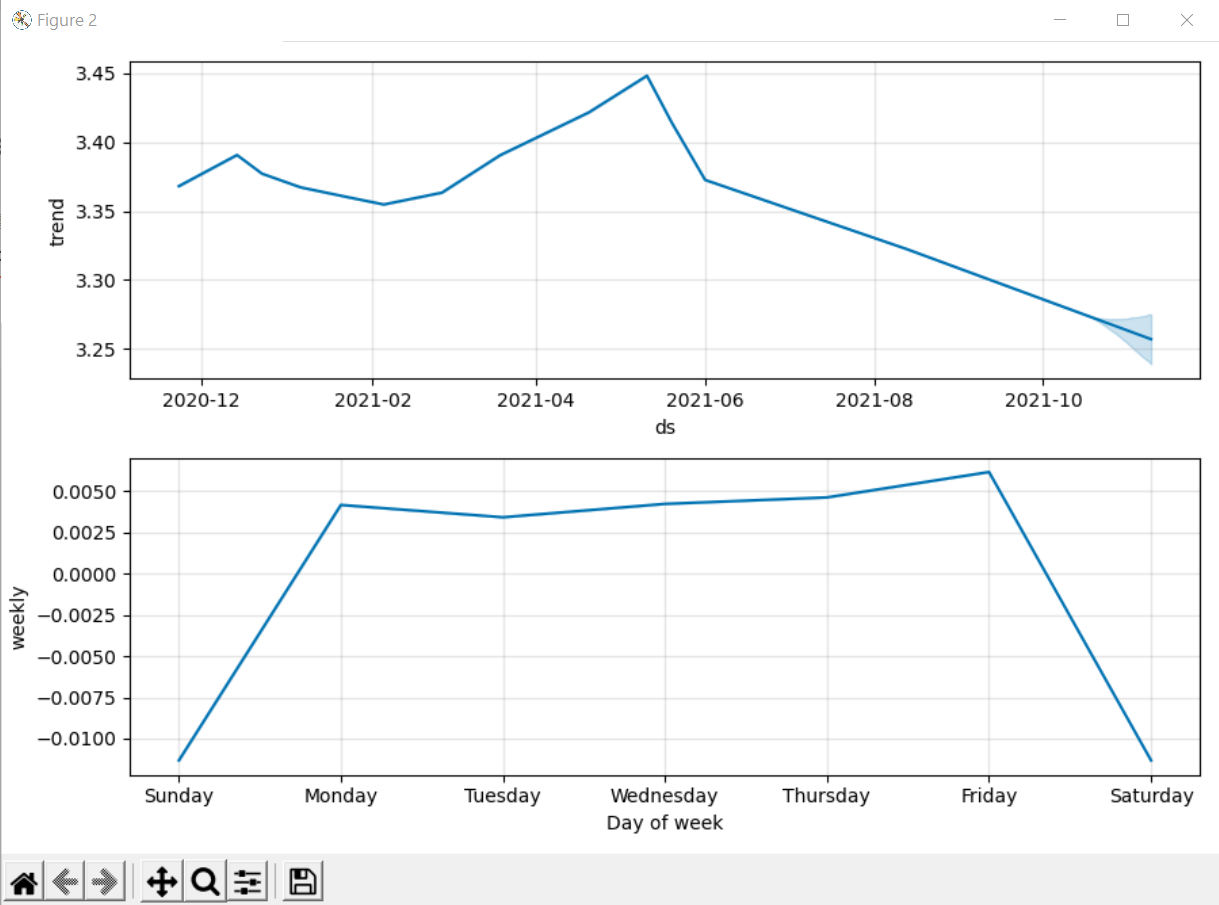 Figure 2
3.45
3.40
3.35
3.30
3.25
trend
2020-12 2021-02 2021-04 2021-06 2021-08 2021-10
ds
0.0050
0.0025
0.0000
−0.0025
−0.0050
−0.0075
−0.0100
weekly
Sunday Monday Tuesday Wednesday Thursday Friday Saturday
Day of week